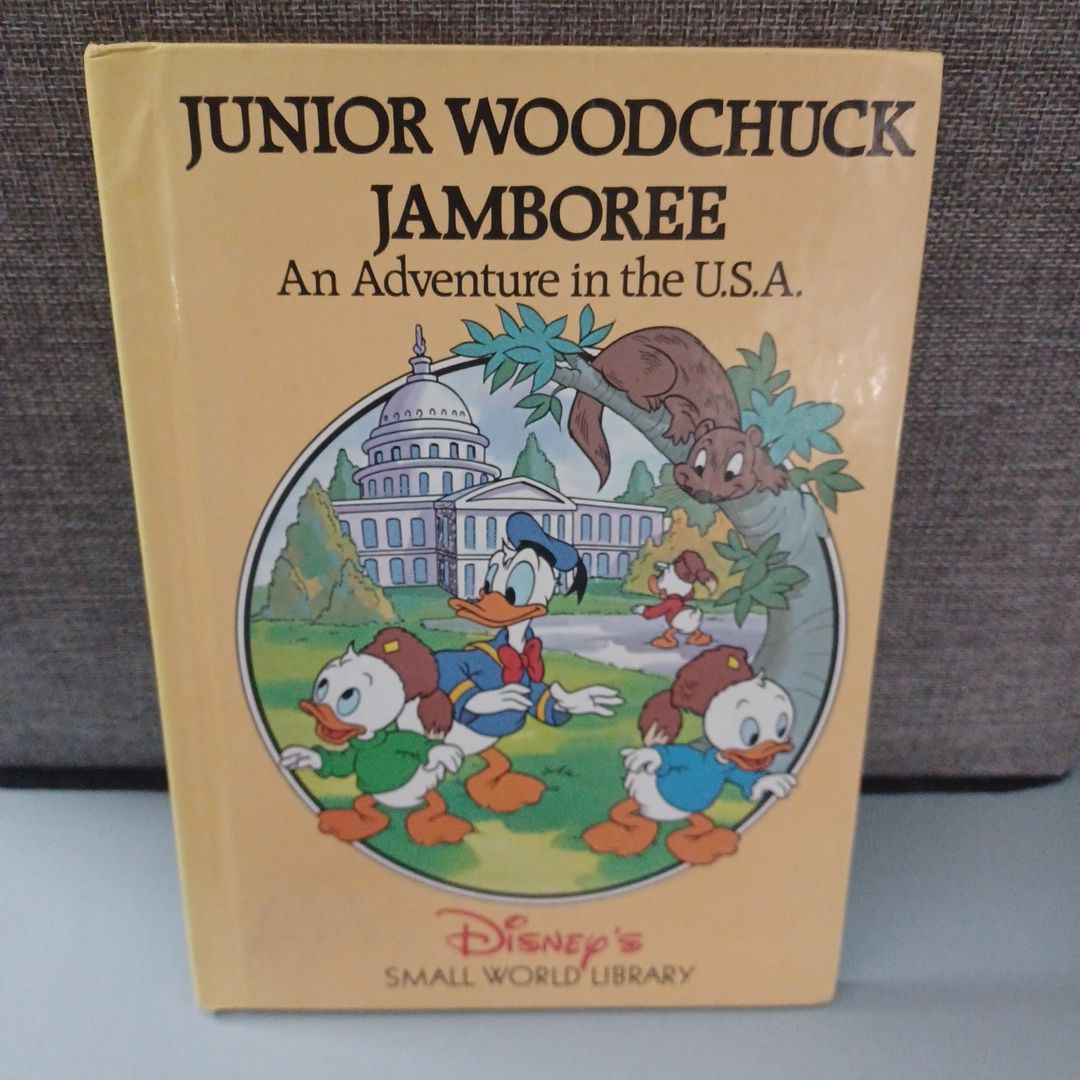 JUNIOR WOODCHUCK
JAMBOREE
An Adventure in the U.S.A.
DISNEY'S
SMALL WORLD LIBRARY